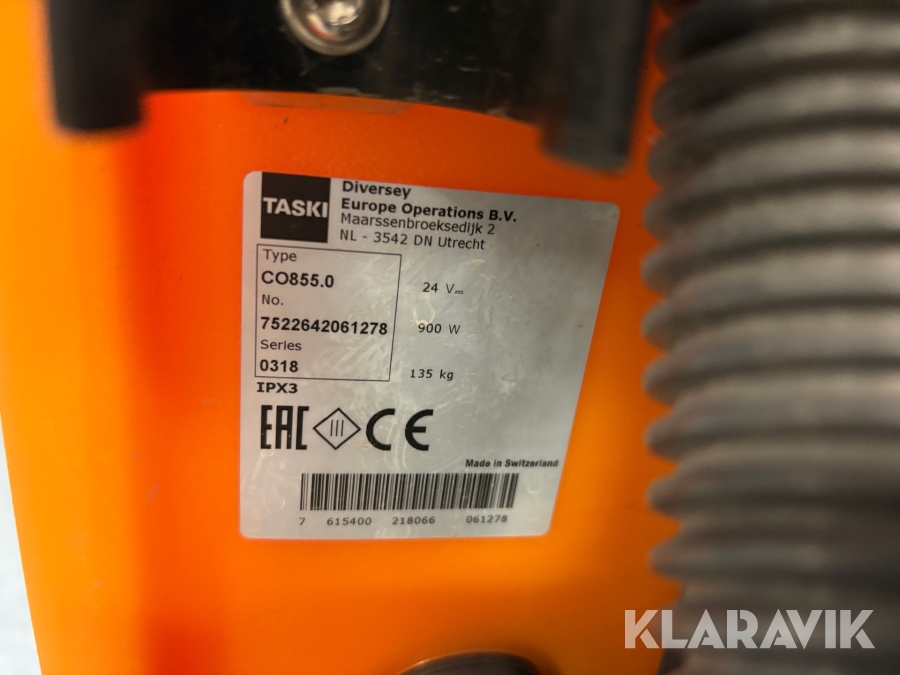 TASKI
Diversey
Europe Operations B.V.
Maarssenbroeksedijk 2
NL - 3542 DN Utrecht
Type
CO855.0
No.
7522642061278
Series
0318
24 V
900 W
135 kg
IPX3
EAC III CE
Made in Switzerland
7 615400 218066 061278
KLARAVIK